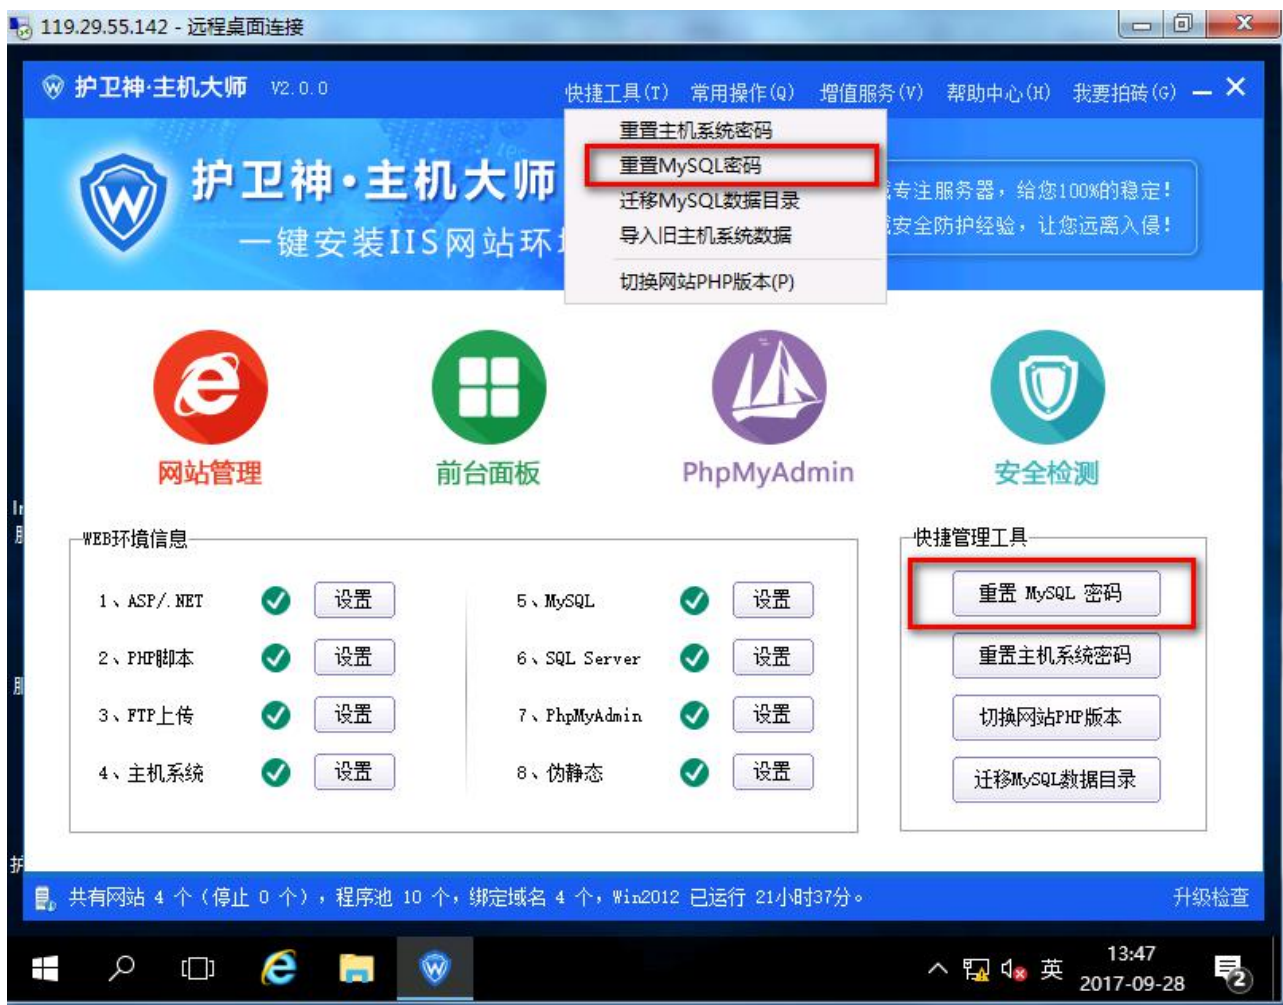 119.29.55.142 - 远程桌面连接
护卫神·主机大师 V2.0.0
快捷工具(T) 常用操作(Q) 增值服务(V) 帮助中心(H) 我要拍砖(G)
重置主机系统密码
重置MySQL密码
迁移MySQL数据目录
导入旧主机系统数据
切换网站PHP版本(P)
护卫神·主机大师
一键安装IIS网站环
专注服务器，给您100%的稳定！
安全防护经验，让您远离入侵！
网站管理
前台面板
PhpMyAdmin
安全检测
WEB环境信息
1、ASP/.NET 设置
2、PHP脚本 设置
3、FTP上传 设置
4、主机系统 设置
5、MySQL 设置
6、SQL Server 设置
7、PhpMyAdmin 设置
8、伪静态 设置
快捷管理工具
重置 MySQL 密码
重置主机系统密码
切换网站PHP版本
迁移MySQL数据目录
共有网站 4 个（停止 0 个），程序池 10 个，绑定域名 4 个，Win2012 已运行 21小时37分。
升级检查
英
13:47
2017-09-28
2